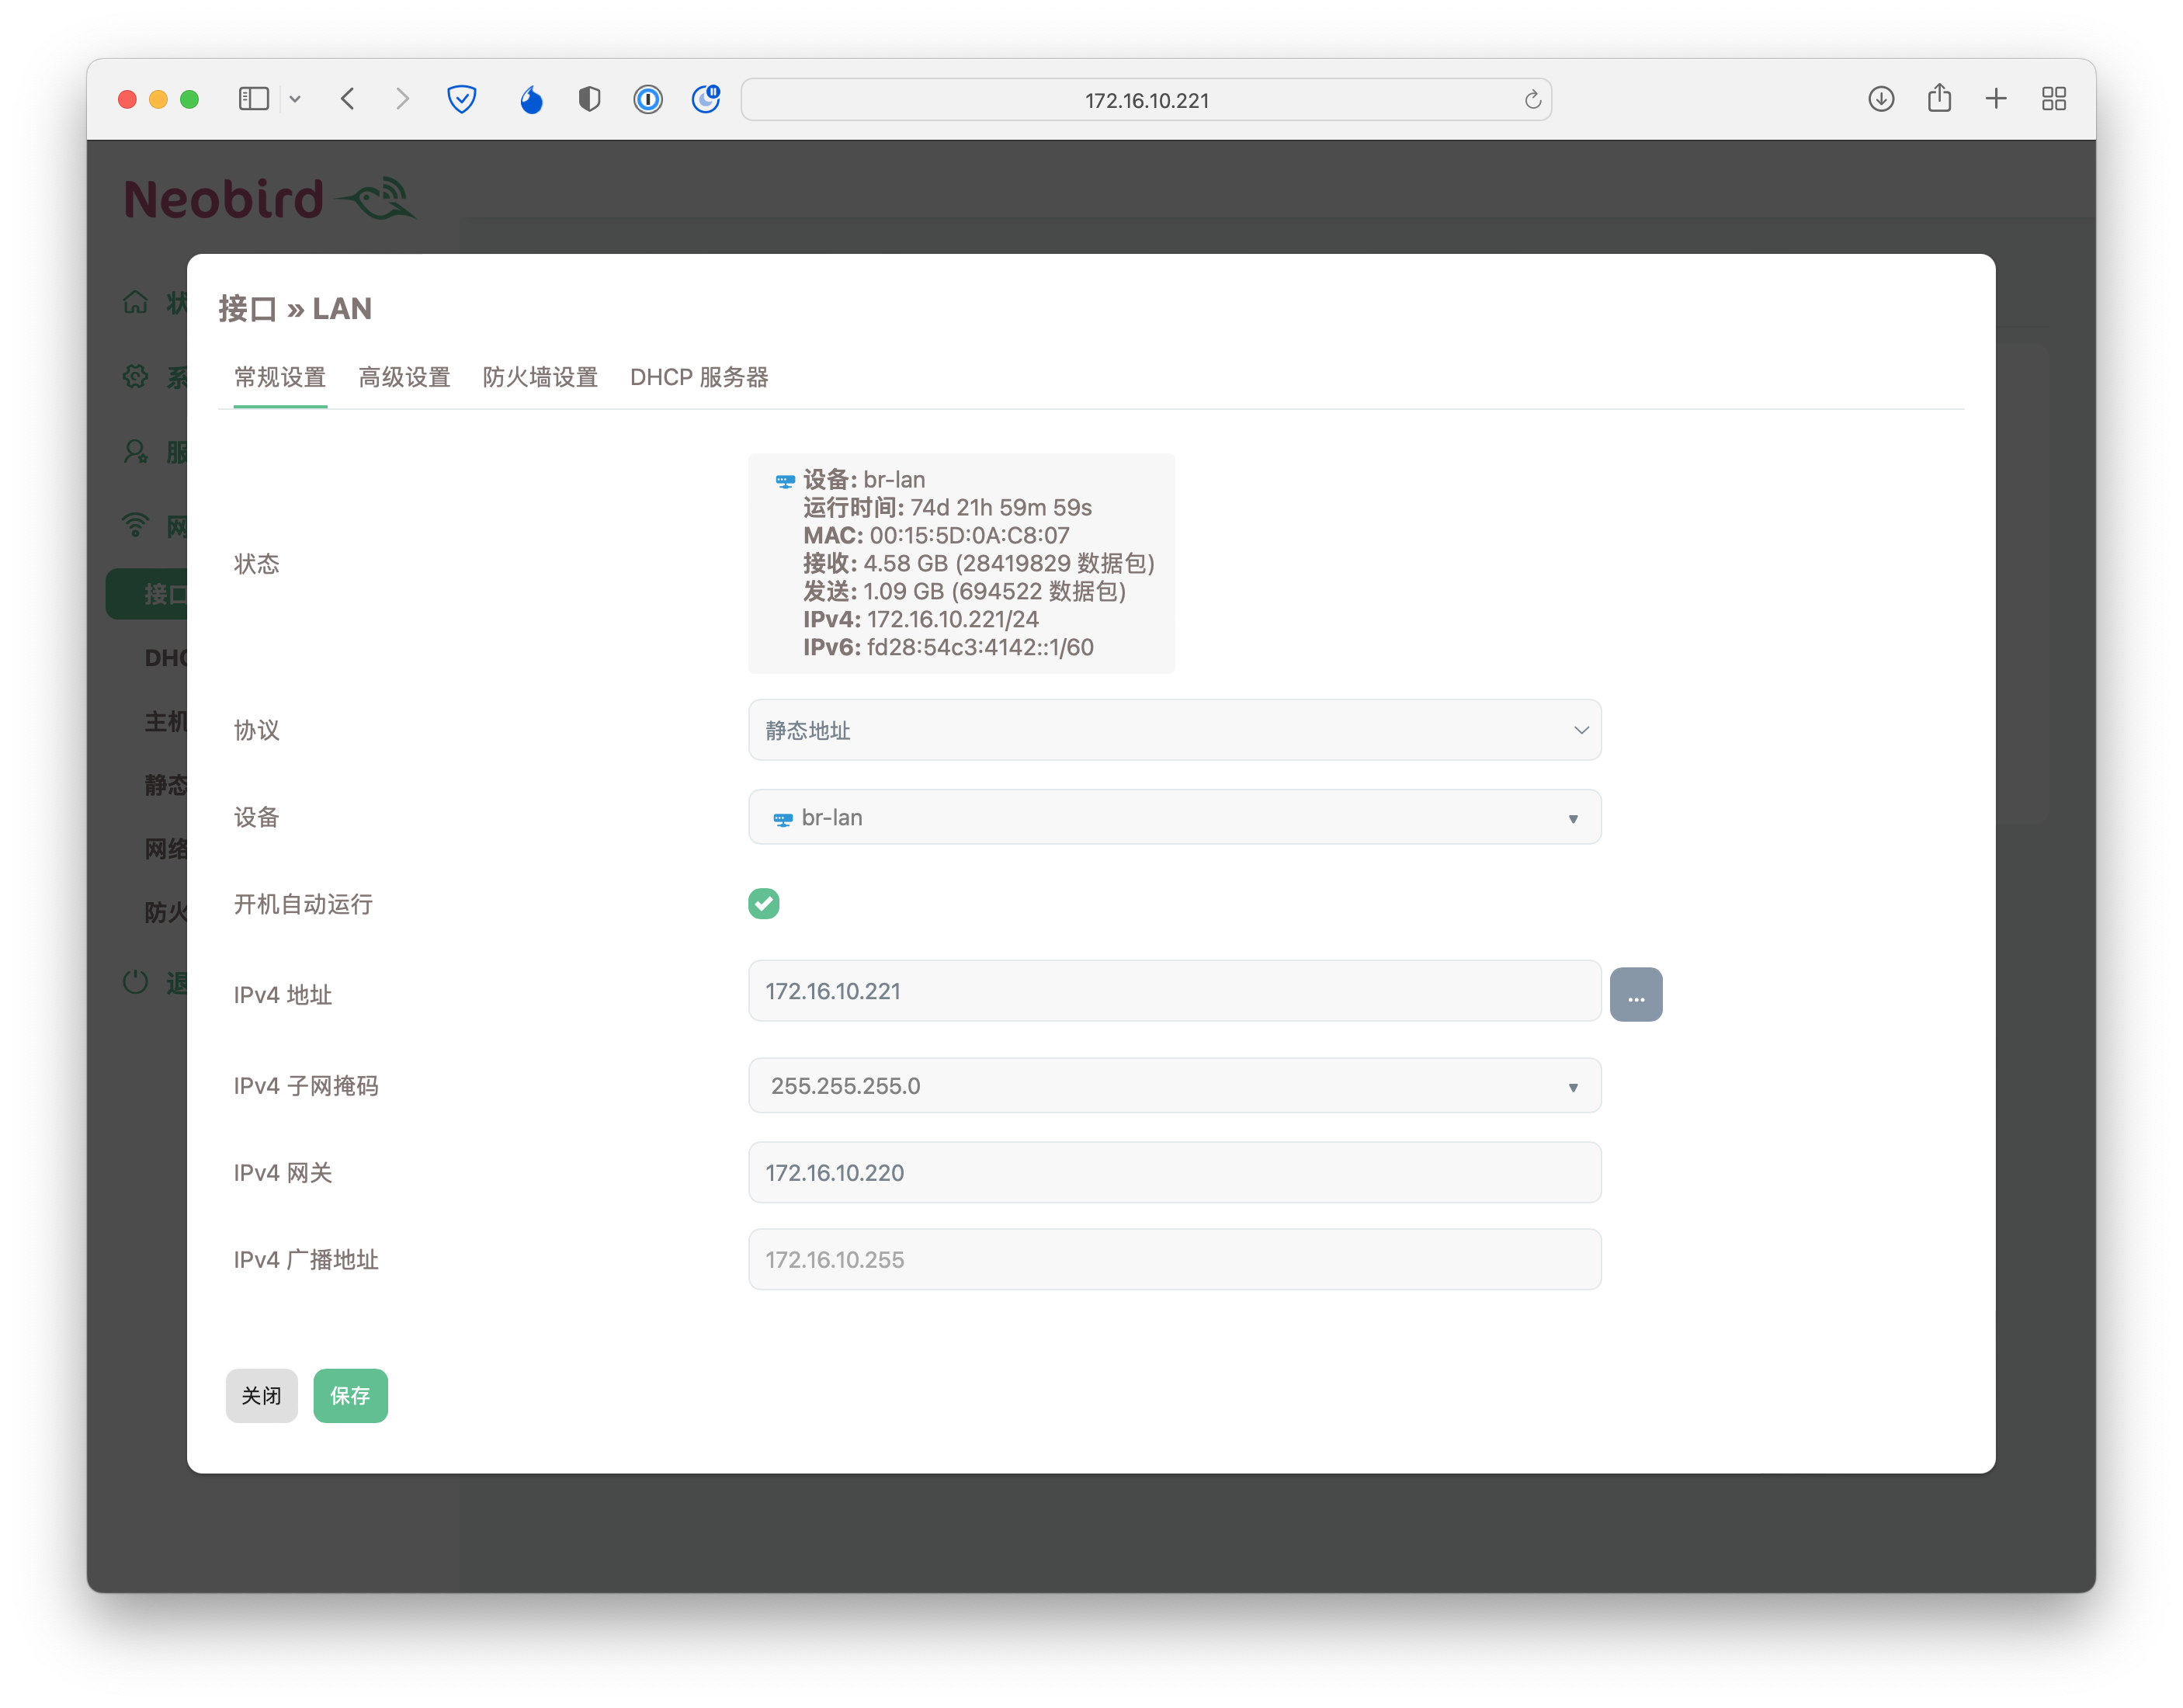 172.16.10.221
Neobird
接口 » LAN
常规设置 高级设置 防火墙设置 DHCP 服务器
状态
设备: br-lan
运行时间: 74d 21h 59m 59s
MAC: 00:15:5D:0A:C8:07
接收: 4.58 GB (28419829 数据包)
发送: 1.09 GB (694522 数据包)
IPv4: 172.16.10.221/24
IPv6: fd28:54c3:4142::1/60
协议 静态地址
设备 br-lan
开机自动运行
IPv4 地址 172.16.10.221 ...
IPv4 子网掩码 255.255.255.0
IPv4 网关 172.16.10.220
IPv4 广播地址 172.16.10.255
关闭 保存
接口
主机
静态
网络
防火